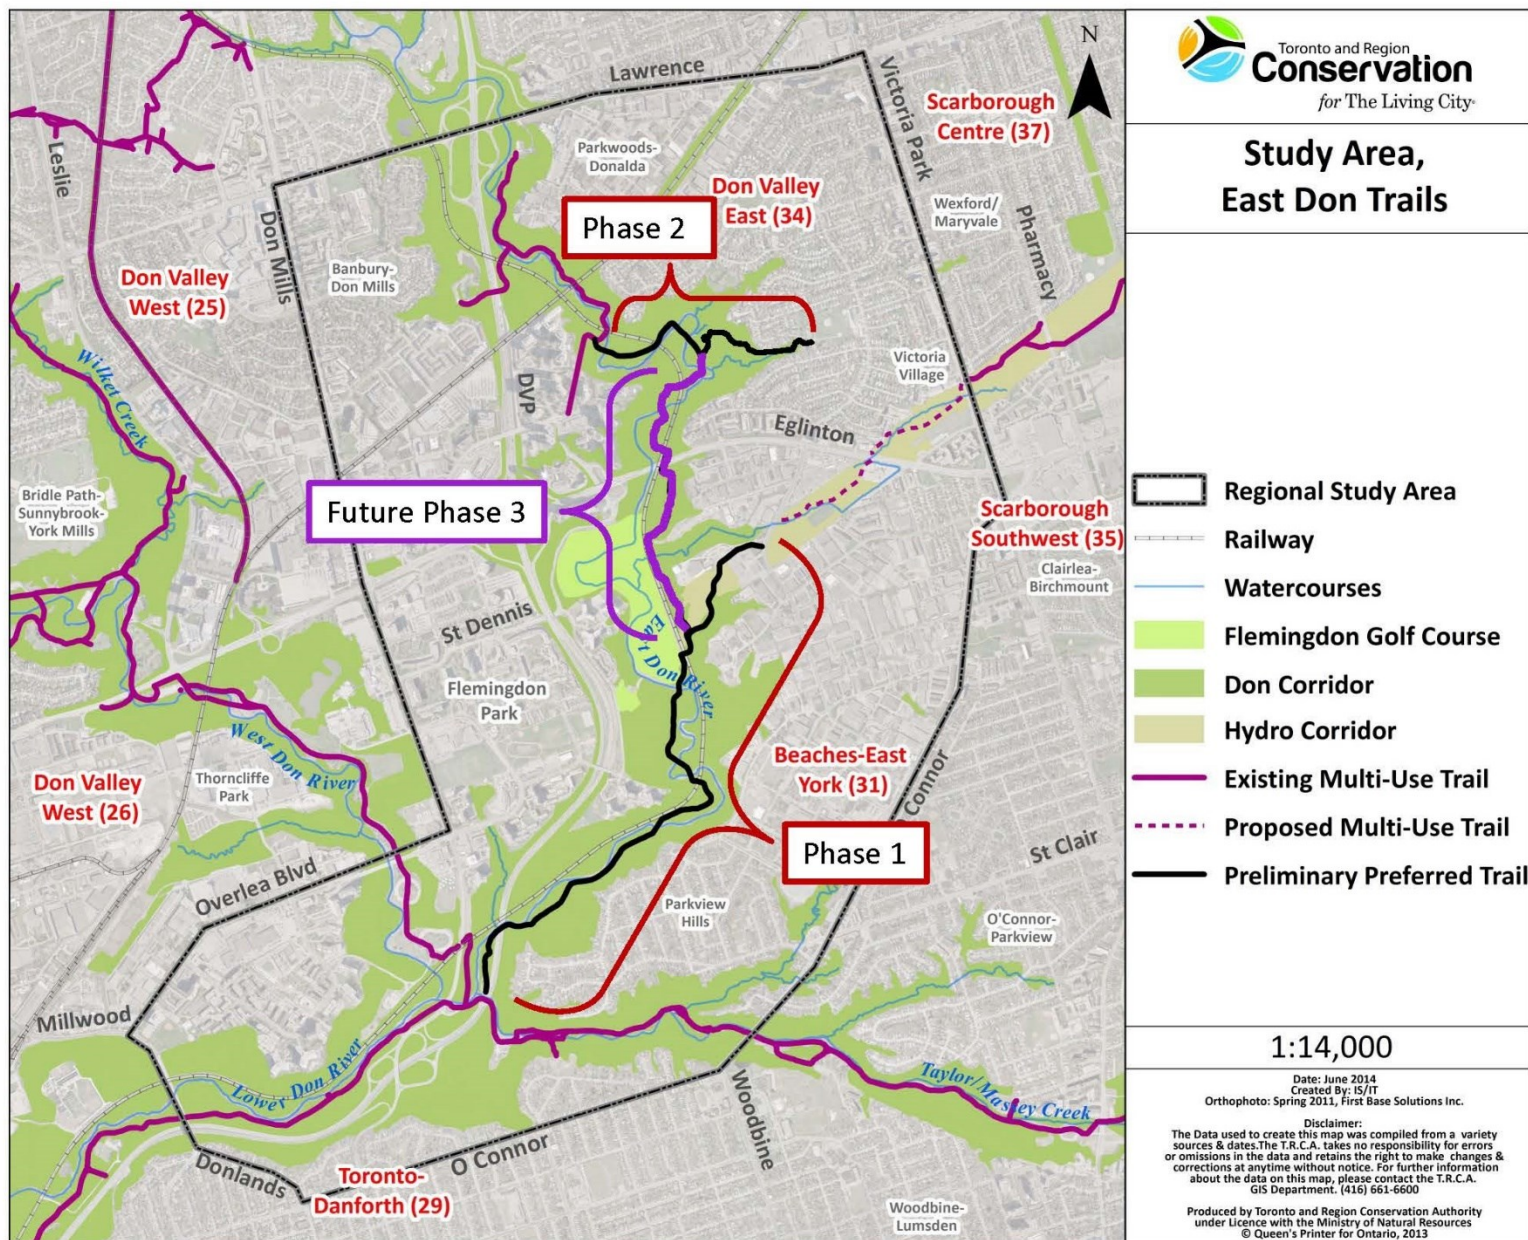 Lawrence
N
Victoria Park
Scarborough
Centre (37)
Leslie
Parkwoods-
Donalda
Don Valley
East (34)
Wexford/
Maryvale
Pharmacy
Phase 2
Don Mills
Banbury-
Don Mills
Don Valley
West (25)
Wilket Creek
DVP
Victoria
Village
Eglinton
Bridle Path-
Sunnybrook-
York Mills
Future Phase 3
Scarborough
Southwest (35)
Clairlea-
Birchmount
St Dennis
East Don River
Flemingdon
Park
West Don River
Thorncliffe
Park
Don Valley
West (26)
Beaches-East
York (31)
O Connor
St Clair
Phase 1
Overlea Blvd
Parkview
Hills
O'Connor-
Parkview
Millwood
Lower Don River
Taylor/Massey Creek
Woodbine
O Connor
Donlands
Toronto-
Danforth (29)
Woodbine-
Lumsden
Toronto and Region
Conservation
for The Living City
Study Area,
East Don Trails
Regional Study Area
Railway
Watercourses
Flemingdon Golf Course
Don Corridor
Hydro Corridor
Existing Multi-Use Trail
Proposed Multi-Use Trail
Preliminary Preferred Trail
1:14,000
Date: June 2014
Created By: IS/IT
Orthophoto: Spring 2011, First Base Solutions Inc.
Disclaimer:
The Data used to create this map was compiled from a variety
sources & dates.The T.R.C.A. takes no responsibility for errors
or omissions in the data and retains the right to make changes &
corrections at anytime without notice. For further information
about the data on this map, please contact the T.R.C.A.
GIS Department. (416) 661-6600
Produced by Toronto and Region Conservation Authority
under Licence with the Ministry of Natural Resources
© Queen's Printer for Ontario, 2013